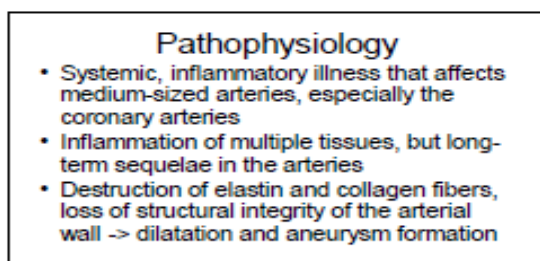 Pathophysiology
• Systemic, inflammatory illness that affects
medium-sized arteries, especially the
coronary arteries
• Inflammation of multiple tissues, but long-
term sequelae in the arteries
• Destruction of elastin and collagen fibers,
loss of structural integrity of the arterial
wall -> dilatation and aneurysm formation